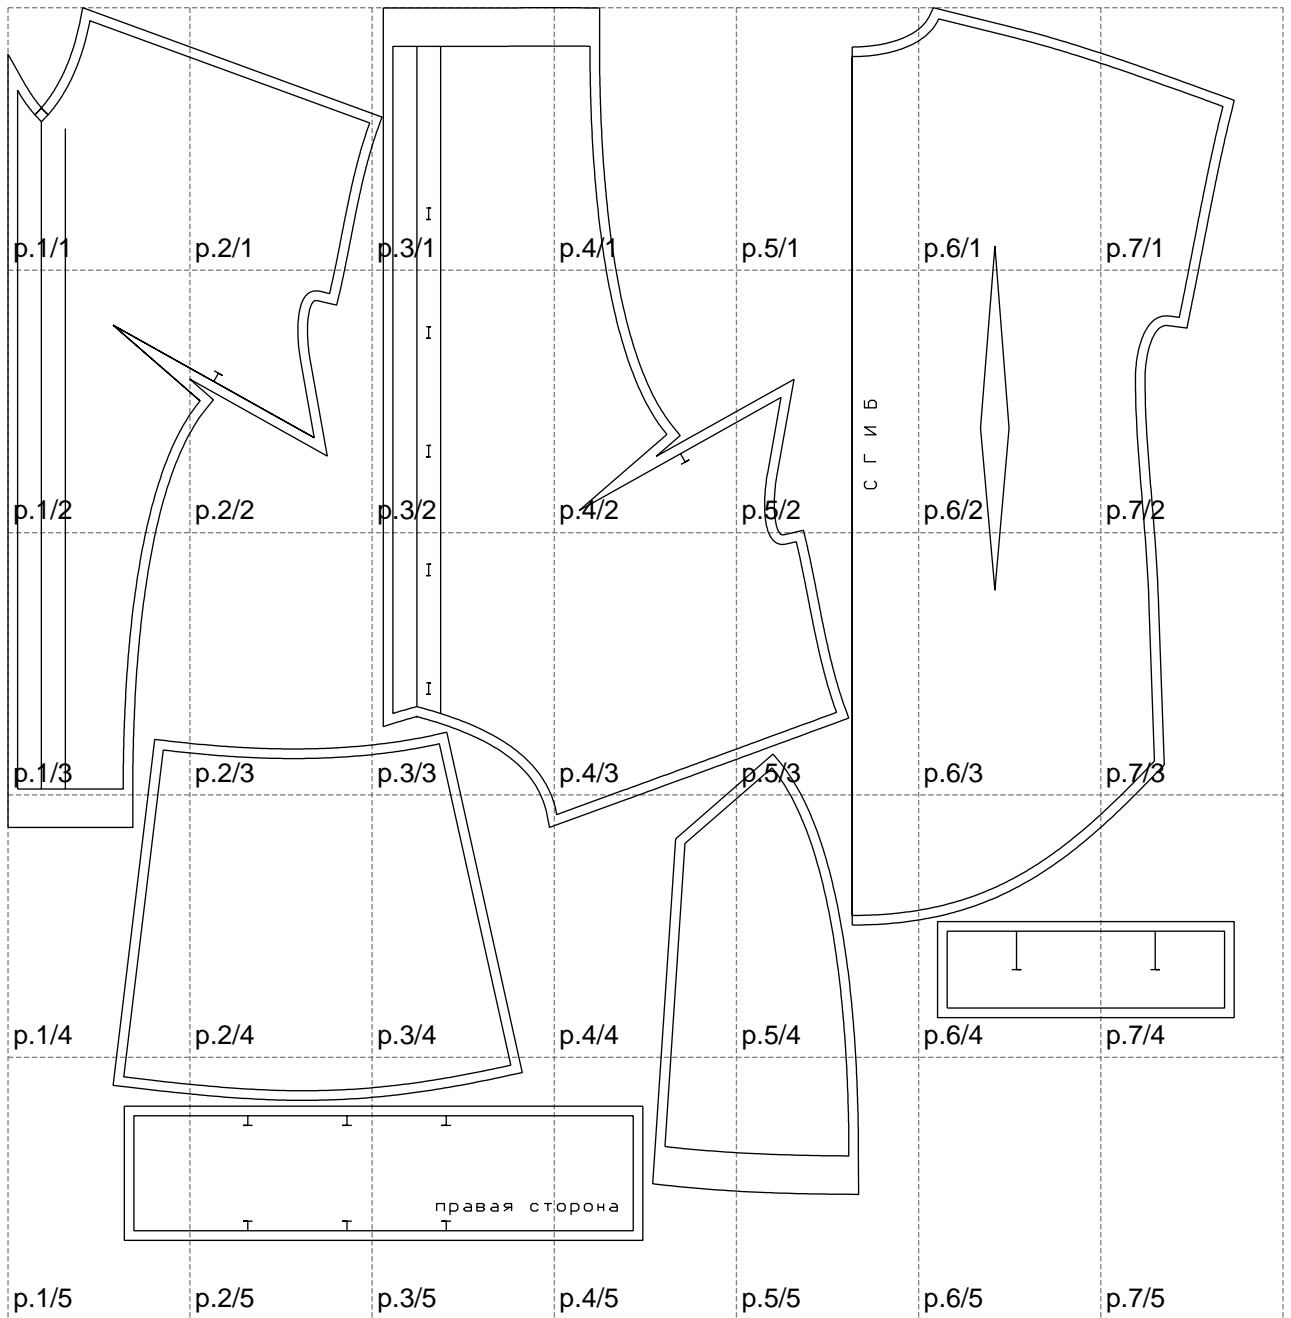 p.1/1 p.2/1 p.3/1 p.4/1 p.5/1 p.6/1 p.7/1
СГИБ
p.1/2 p.2/2 p.3/2 p.4/2 p.5/2 p.6/2 p.7/2
p.1/3 p.2/3 p.3/3 p.4/3 p.5/3 p.6/3 p.7/3
p.1/4 p.2/4 p.3/4 p.4/4 p.5/4 p.6/4 p.7/4
правая сторона
p.1/5 p.2/5 p.3/5 p.4/5 p.5/5 p.6/5 p.7/5